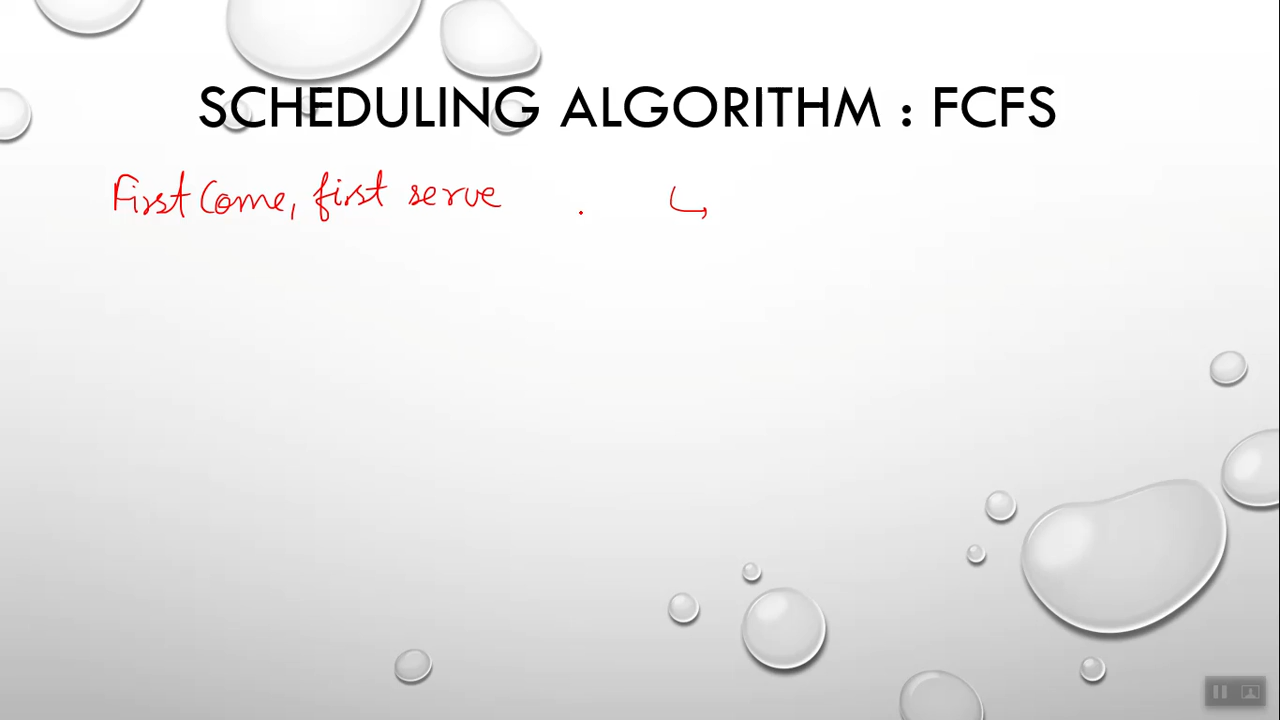 SCHEDULING ALGORITHM : FCFS
First Come, first serve